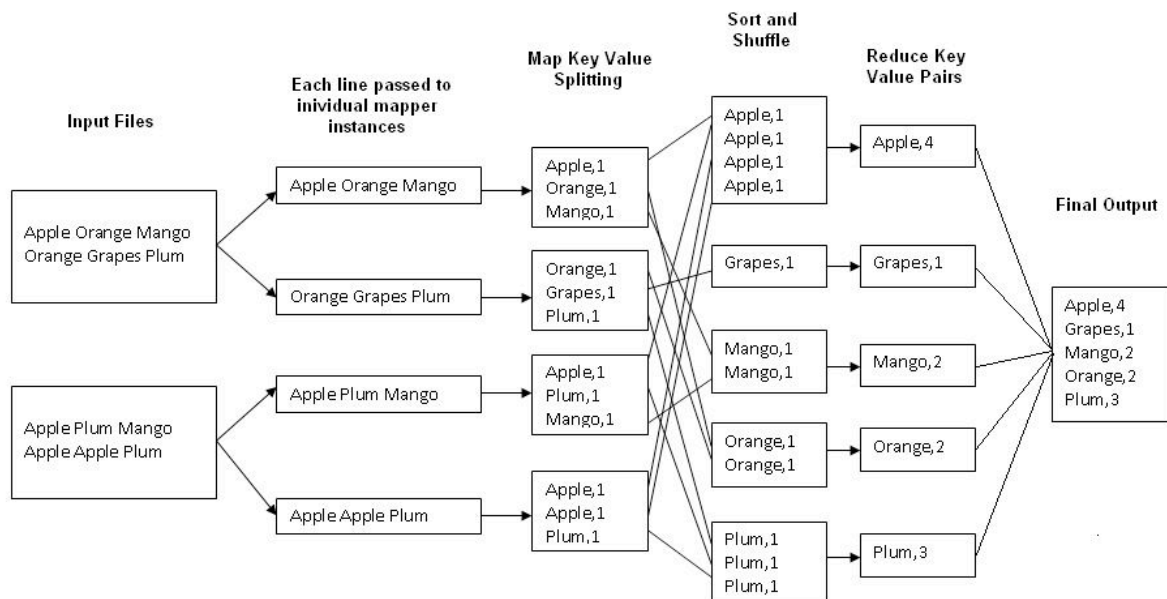 Input Files
Apple Orange Mango
Orange Grapes Plum
Apple Plum Mango
Apple Apple Plum
Each line passed to
inividual mapper
instances
Apple Orange Mango
Orange Grapes Plum
Apple Plum Mango
Apple Apple Plum
Map Key Value
Splitting
Apple,1
Orange,1
Mango,1
Orange,1
Grapes,1
Plum,1
Apple,1
Plum,1
Mango,1
Apple,1
Apple,1
Plum,1
Sort and
Shuffle
Apple,1
Apple,1
Apple,1
Apple,1
Grapes,1
Mango,1
Mango,1
Orange,1
Orange,1
Plum,1
Plum,1
Plum,1
Reduce Key
Value Pairs
Apple,4
Grapes,1
Mango,2
Orange,2
Plum,3
Final Output
Apple,4
Grapes,1
Mango,2
Orange,2
Plum,3